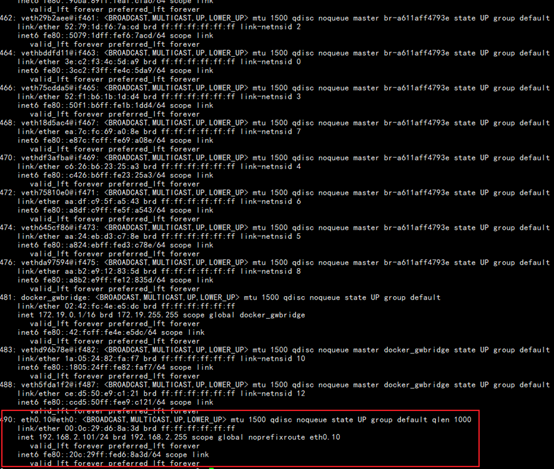 valid_lft forever preferred_lft forever
462: veth29b2aee@if461: <BROADCAST,MULTICAST,UP,LOWER_UP> mtu 1500 qdisc noqueue master br-a611aff4793e state UP group default
link/ether 52:79:1d:f6:7a:cd brd ff:ff:ff:ff:ff:ff link-netnsid 2
inet6 fe80::5079:1dff:fef6:7acd/64 scope link
valid_lft forever preferred_lft forever
464: vethbddfd1@if463: <BROADCAST,MULTICAST,UP,LOWER_UP> mtu 1500 qdisc noqueue master br-a611aff4793e state UP group default
link/ether 3e:c2:f3:4c:5d:a9 brd ff:ff:ff:ff:ff:ff link-netnsid 0
inet6 fe80::3cc2:f3ff:fe4c:5da9/64 scope link
valid_lft forever preferred_lft forever
466: veth75cdda5@if465: <BROADCAST,MULTICAST,UP,LOWER_UP> mtu 1500 qdisc noqueue master br-a611aff4793e state UP group default
link/ether 52:f1:b6:1b:1d:d4 brd ff:ff:ff:ff:ff:ff link-netnsid 3
inet6 fe80::50f1:b6ff:fe1b:1dd4/64 scope link
valid_lft forever preferred_lft forever
468: veth18d5ac4@if467: <BROADCAST,MULTICAST,UP,LOWER_UP> mtu 1500 qdisc noqueue master br-a611aff4793e state UP group default
link/ether ea:7c:fc:69:a0:8e brd ff:ff:ff:ff:ff:ff link-netnsid 7
inet6 fe80::e87c:fcff:fe69:a08e/64 scope link
valid_lft forever preferred_lft forever
470: vethdf3afba@if469: <BROADCAST,MULTICAST,UP,LOWER_UP> mtu 1500 qdisc noqueue master br-a611aff4793e state UP group default
link/ether c6:26:b6:23:25:a3 brd ff:ff:ff:ff:ff:ff link-netnsid 4
inet6 fe80::c426:b6ff:fe23:25a3/64 scope link
valid_lft forever preferred_lft forever
472: veth75810a0@if471: <BROADCAST,MULTICAST,UP,LOWER_UP> mtu 1500 qdisc noqueue master br-a611aff4793e state UP group default
link/ether aa:df:c9:5f:a5:43 brd ff:ff:ff:ff:ff:ff link-netnsid 6
inet6 fe80::a8df:c9ff:fe5f:a543/64 scope link
valid_lft forever preferred_lft forever
474: veth645cf86@if473: <BROADCAST,MULTICAST,UP,LOWER_UP> mtu 1500 qdisc noqueue master br-a611aff4793e state UP group default
link/ether aa:24:eb:d3:c7:8e brd ff:ff:ff:ff:ff:ff link-netnsid 5
inet6 fe80::a824:ebff:fed3:c78e/64 scope link
valid_lft forever preferred_lft forever
476: vethda97594@if475: <BROADCAST,MULTICAST,UP,LOWER_UP> mtu 1500 qdisc noqueue master br-a611aff4793e state UP group default
link/ether aa:b2:e9:12:83:5d brd ff:ff:ff:ff:ff:ff link-netnsid 8
inet6 fe80::a8b2:e9ff:fe12:835d/64 scope link
valid_lft forever preferred_lft forever
481: docker_gwbridge: <BROADCAST,MULTICAST,UP,LOWER_UP> mtu 1500 qdisc noqueue state UP group default
link/ether 02:42:fc:4e:e5:dc brd ff:ff:ff:ff:ff:ff
inet 172.19.0.1/16 brd 172.19.255.255 scope global docker_gwbridge
valid_lft forever preferred_lft forever
inet6 fe80::42:fcff:fe4e:e5dc/64 scope link
valid_lft forever preferred_lft forever
483: vethd96b78e@if482: <BROADCAST,MULTICAST,UP,LOWER_UP> mtu 1500 qdisc noqueue master docker_gwbridge state UP group default
link/ether 1a:05:24:82:fa:f7 brd ff:ff:ff:ff:ff:ff link-netnsid 10
inet6 fe80::1805:24ff:fe82:faf7/64 scope link
valid_lft forever preferred_lft forever
488: veth5fda1f2@if487: <BROADCAST,MULTICAST,UP,LOWER_UP> mtu 1500 qdisc noqueue master docker_gwbridge state UP group default
link/ether ce:d5:50:e9:c1:21 brd ff:ff:ff:ff:ff:ff link-netnsid 12
inet6 fe80::ccd5:50ff:fee9:c121/64 scope link
valid_lft forever preferred_lft forever
490: eth0.10@eth0: <BROADCAST,MULTICAST,UP,LOWER_UP> mtu 1500 qdisc noqueue state UP group default qlen 1000
link/ether 00:0c:29:d6:8a:3d brd ff:ff:ff:ff:ff:ff
inet 192.168.2.101/24 brd 192.168.2.255 scope global noprefixroute eth0.10
valid_lft forever preferred_lft forever
inet6 fe80::20c:29ff:fed6:8a3d/64 scope link
valid_lft forever preferred_lft forever